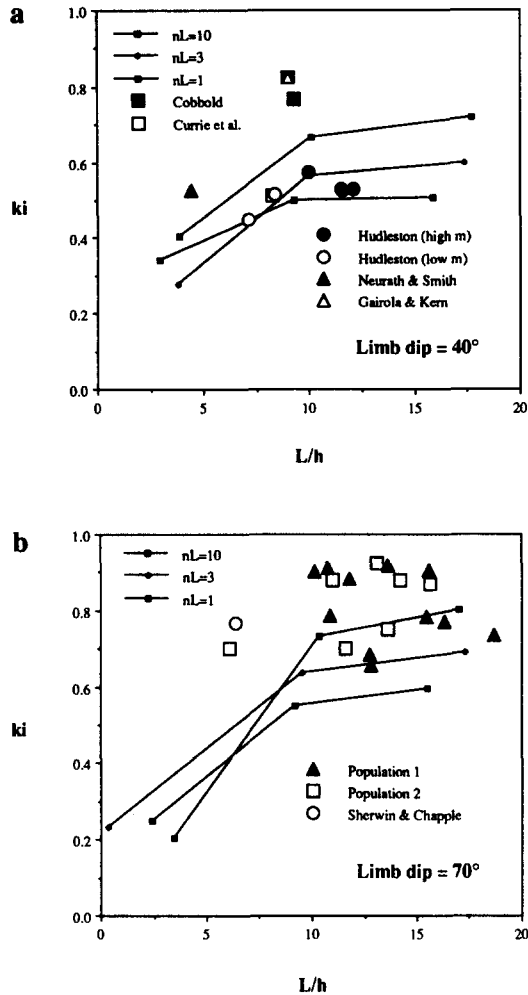 a
1.0
0.8
0.6
0.4
0.2
0.0
ki
nL=10
nL=3
nL=1
Cobbold
Currie et al.
Hudleston (high m)
Hudleston (low m)
Neurath & Smith
Gairola & Kern
Limb dip = 40°
0
5
10
15
20
L/h
b
1.0
0.8
0.6
0.4
0.2
0.0
ki
nL=10
nL=3
nL=1
Population 1
Population 2
Sherwin & Chapple
Limb dip = 70°
0
5
10
15
20
L/h